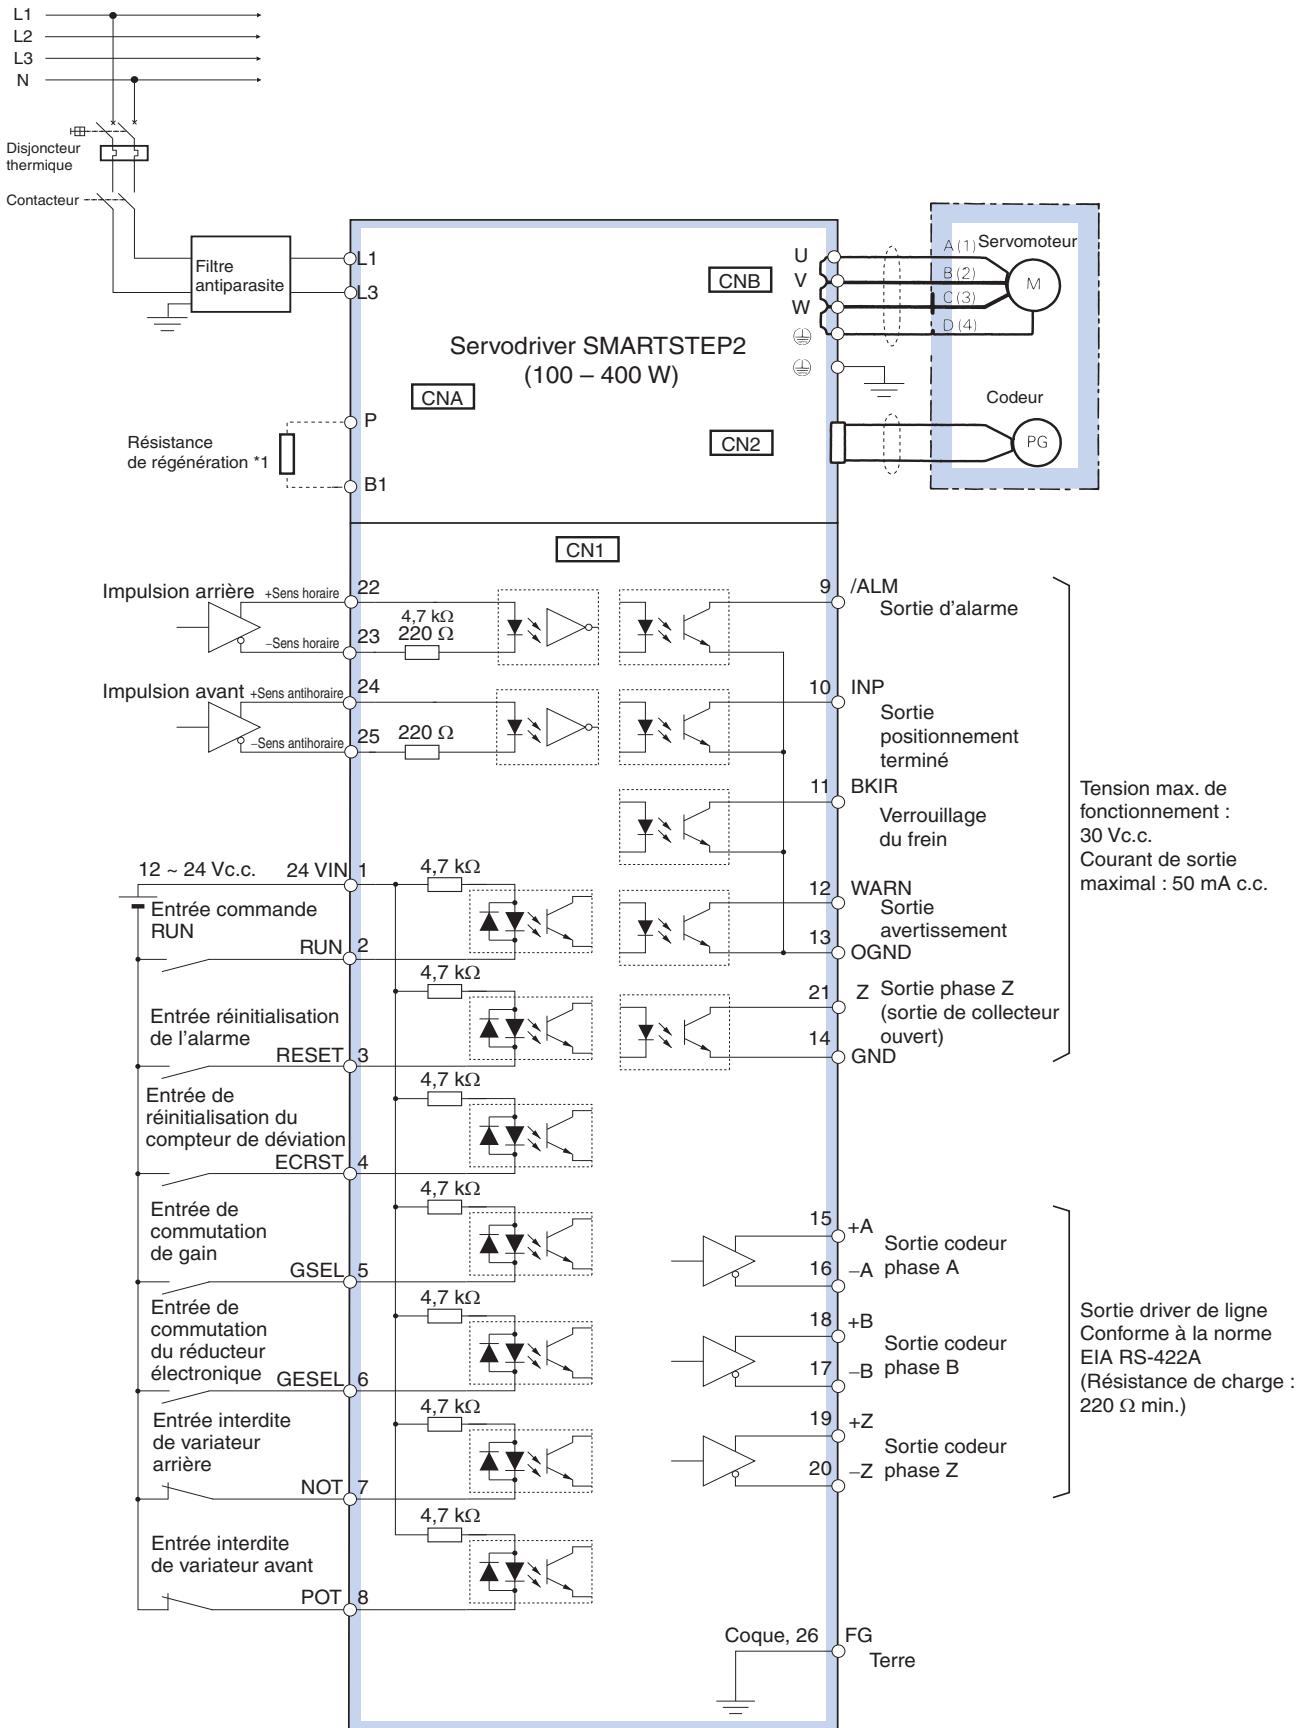 L1
L2
L3
N
Disjoncteur
thermique
Contacteur
Filtre
antiparasite
L1
L3
Servodriver SMARTSTEP2
(100 – 400 W)
CNA
CNB
CN2
U
V
W
A (1)
B (2)
C (3)
D (4)
Servomoteur
M
Codeur
PG
Résistance
de régénération *1
P
B1
CN1
Impulsion arrière
+Sens horaire
22
–Sens horaire
23
4,7 kΩ
220 Ω
Impulsion avant
+Sens antihoraire
24
–Sens antihoraire
25
220 Ω
12 ~ 24 Vc.c.
24 VIN
1
4,7 kΩ
Entrée commande
RUN
RUN
2
4,7 kΩ
Entrée réinitialisation
de l'alarme
RESET
3
4,7 kΩ
Entrée de
réinitialisation du
compteur de déviation
ECRST
4
4,7 kΩ
Entrée de
commutation
de gain
GSEL
5
4,7 kΩ
Entrée de
commutation
du réducteur
électronique
GESEL
6
4,7 kΩ
Entrée interdite
de variateur
arrière
NOT
7
4,7 kΩ
Entrée interdite
de variateur avant
POT
8
9
/ALM
Sortie d'alarme
10
INP
Sortie
positionnement
terminé
11
BKIR
Verrouillage
du frein
12
WARN
Sortie
avertissement
13
OGND
21
Z
Sortie phase Z
(sortie de collecteur
ouvert)
14
GND
Tension max. de
fonctionnement :
30 Vc.c.
Courant de sortie
maximal : 50 mA c.c.
15
+A
16
–A
Sortie codeur
phase A
18
+B
17
–B
Sortie codeur
phase B
19
+Z
20
–Z
Sortie codeur
phase Z
Sortie driver de ligne
Conforme à la norme
EIA RS-422A
(Résistance de charge :
220 Ω min.)
Coque, 26
FG
Terre